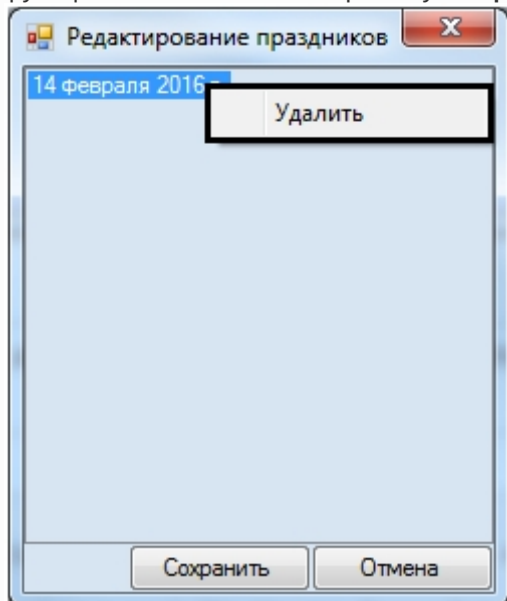 Редактирование праздников
14 февраля 2016
Удалить
Сохранить
Отмена